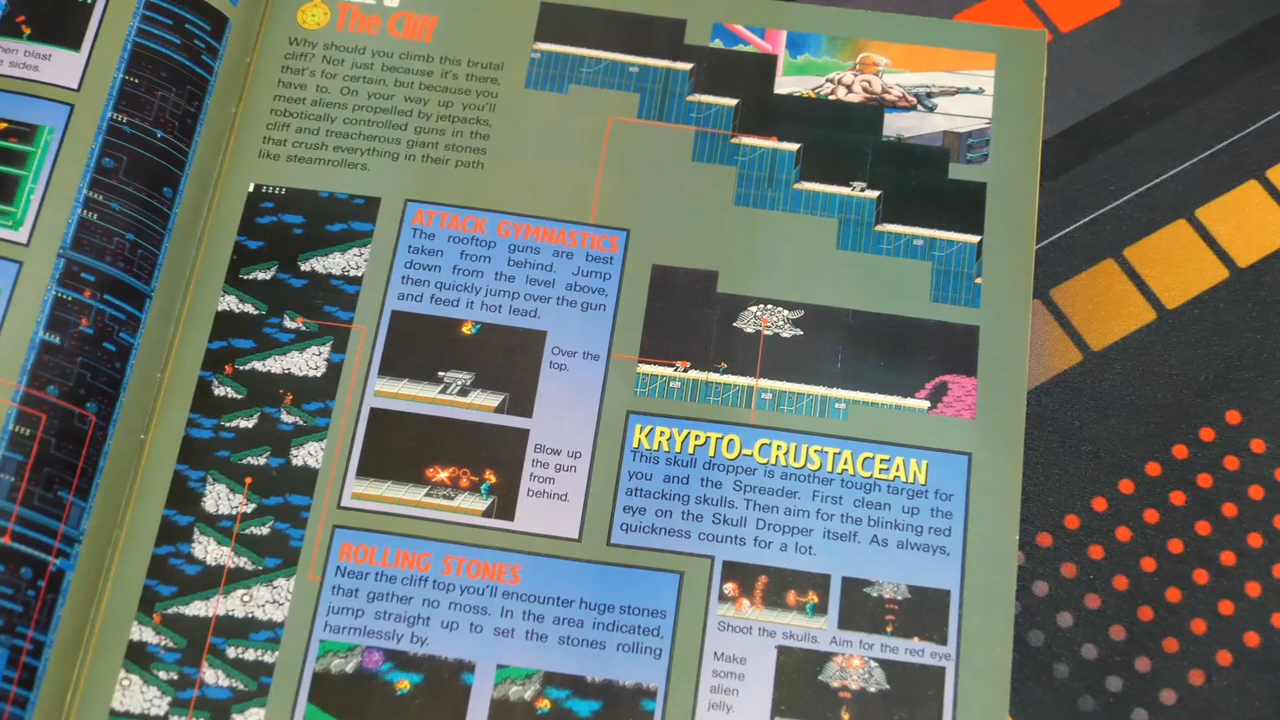 The Cliff
Why should you climb this brutal
cliff? Not just because it's there,
that's for certain, but because you
have to. On your way up you'll
meet aliens propelled by jetpacks,
robotically controlled guns in the
cliff and treacherous giant stones
that crush everything in their path
like steamrollers.
blast
sides.
ATTACK GYMNASTICS
The rooftop guns are best
taken from behind. Jump
down from the level above,
then quickly jump over the gun
and feed it hot lead.
Over the
top.
Blow up
the gun
from
behind.
ROLLING STONES
Near the cliff top you'll encounter huge stones
that gather no moss. In the area indicated,
jump straight up to set the stones rolling
harmlessly by.
KRYPTO-CRUSTACEAN
This skull dropper is another tough target for
you and the Spreader. First clean up the
attacking skulls. Then aim for the blinking red
eye on the Skull Dropper itself. As always,
quickness counts for a lot.
Shoot the skulls. Aim for the red eye.
Make
some
alien
jelly.